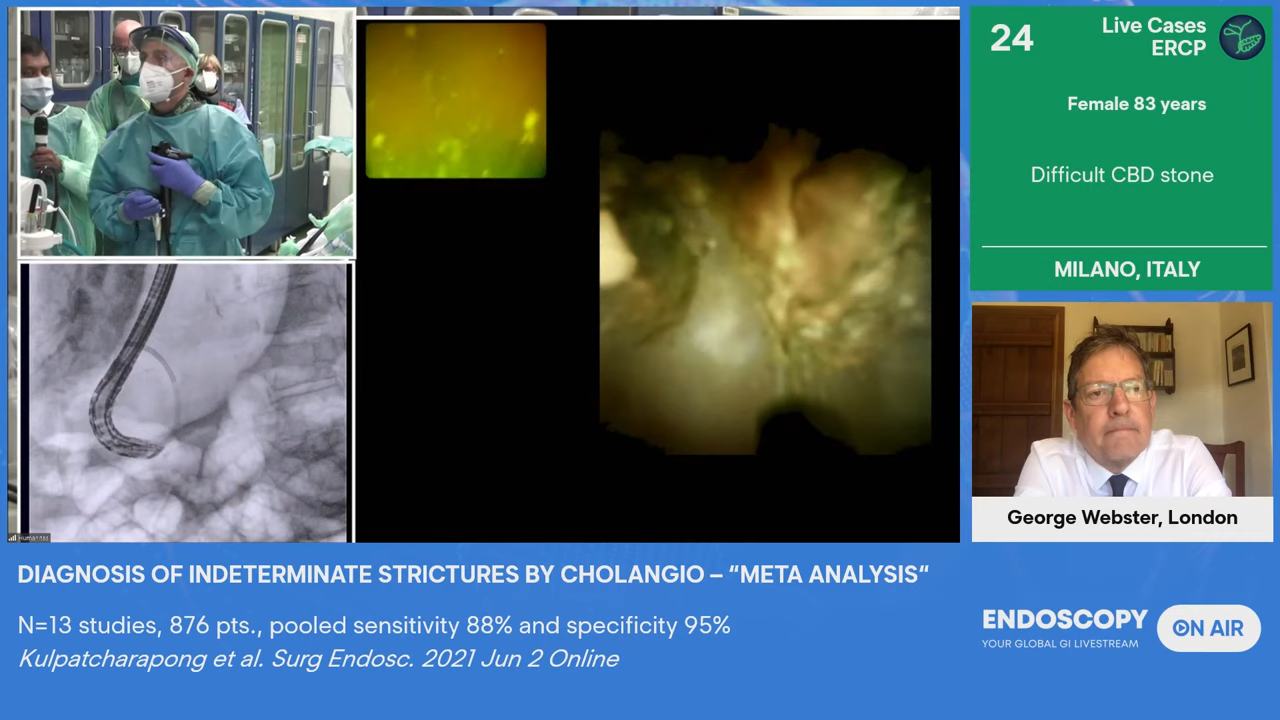 24
Live Cases
ERCP
Female 83 years
Difficult CBD stone
MILANO, ITALY
George Webster, London
DIAGNOSIS OF INDETERMINATE STRICTURES BY CHOLANGIO – “META ANALYSIS“
N=13 studies, 876 pts., pooled sensitivity 88% and specificity 95%
Kulpatcharapong et al. Surg Endosc. 2021 Jun 2 Online
ENDOSCOPY
ON AIR
YOUR GLOBAL GI LIVESTREAM